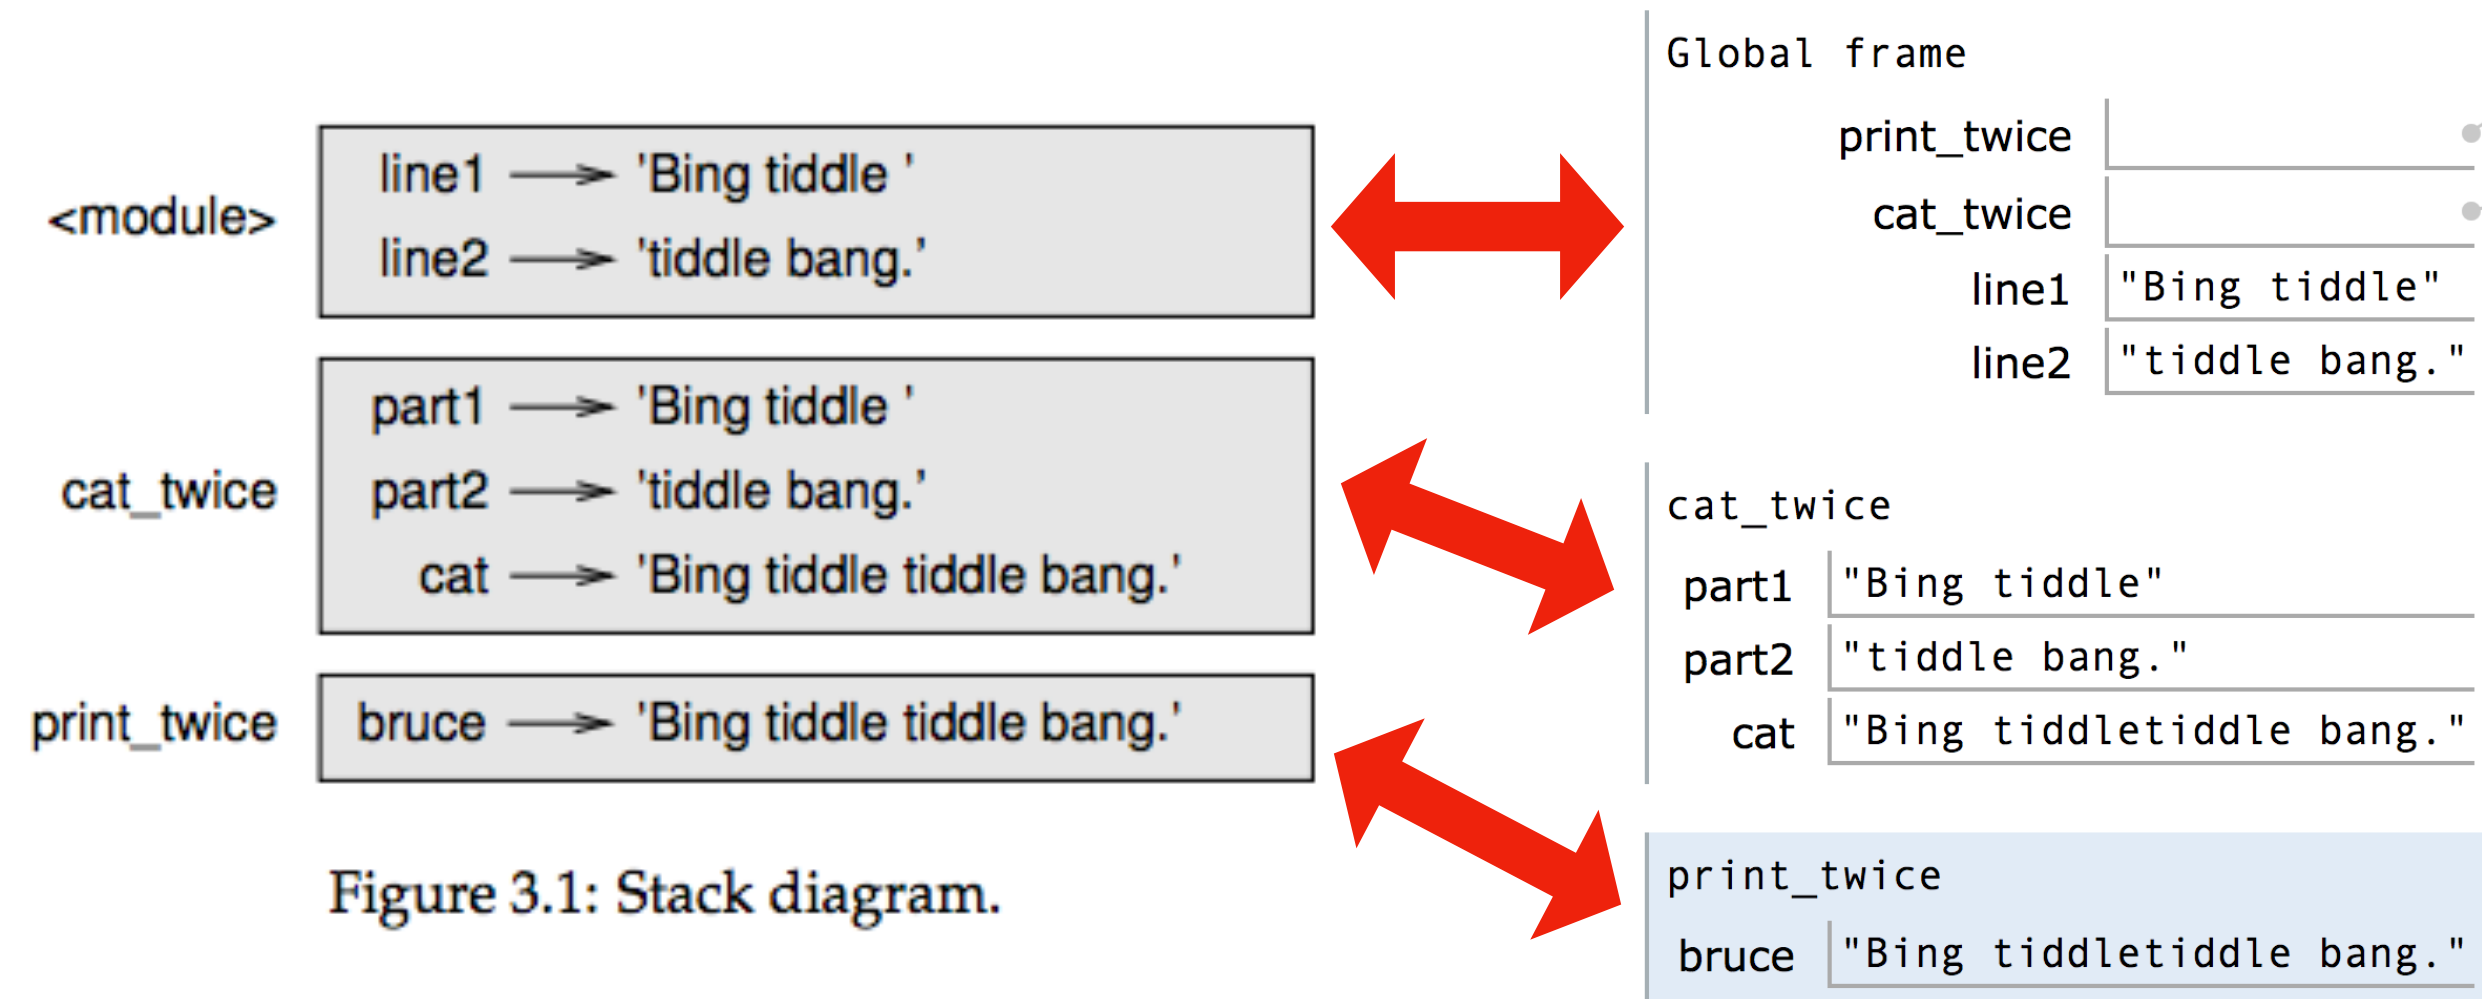 <module>
line1 'Bing tiddle '
line2 'tiddle bang.'
cat_twice
part1 'Bing tiddle '
part2 'tiddle bang.'
cat 'Bing tiddle tiddle bang.'
print_twice
bruce 'Bing tiddle tiddle bang.'
Figure 3.1: Stack diagram.
Global frame
print_twice
cat_twice
line1 "Bing tiddle"
line2 "tiddle bang."
cat_twice
part1 "Bing tiddle"
part2 "tiddle bang."
cat "Bing tiddletiddle bang."
print_twice
bruce "Bing tiddletiddle bang."